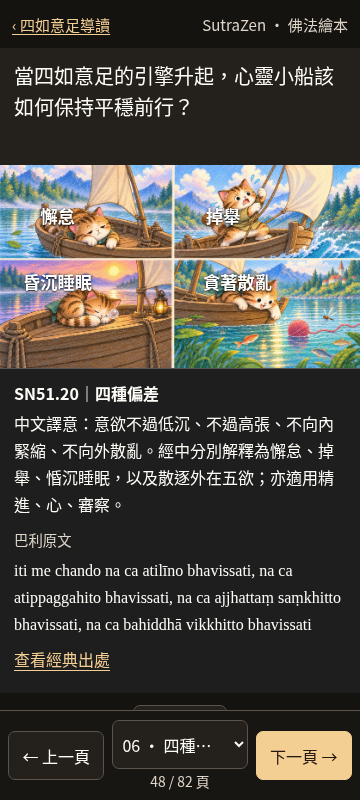 ‹ 四如意足導讀
SutraZen · 佛法繪本
當四如意足的引擎升起，心靈小船該
如何保持平穩前行？
懈怠
掉舉
昏沉睡眠
貪著散亂
SN51.20｜四種偏差
中文譯意：意欲不過低沉、不過高張、不向內
緊縮、不向外散亂。經中分別解釋為懈怠、掉
舉、惛沉睡眠，以及散逐外在五欲；亦適用精
進、心、審察。
巴利原文
iti me chando na ca atilīno bhavissati, na ca
atippaggahito bhavissati, na ca ajjhattaṃ saṃkhitto
bhavissati, na ca bahiddhā vikkhitto bhavissati
查看經典出處
← 上一頁
06 · 四種…
下一頁 →
48 / 82 頁